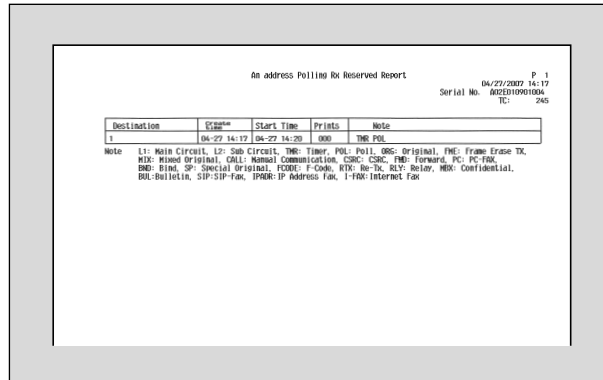 An address Polling Rx Reserved Report
P 1
04/27/2007 14:17
Serial No. A02E010901004
TC: 245
Destination Create Time Start Time Prints Note
1 04-27 14:17 04-27 14:20 000 TMR POL
Note L1: Main Circuit, L2: Sub Circuit, TMR: Timer, POL: Poll, ORG: Original, FME: Frame Erase TX,
MIX: Mixed Original, CALL: Manual Communication, CSRC: CSRC, FWD: Forward, PC: PC-FAX,
BND: Bind, SP: Special Original, FCODE: F-Code, RTX: Re-Tx, RLY: Relay, MBX: Confidential,
BUL:Bulletin, SIP:SIP-Fax, IPADR:IP Address Fax, I-FAX:Internet Fax